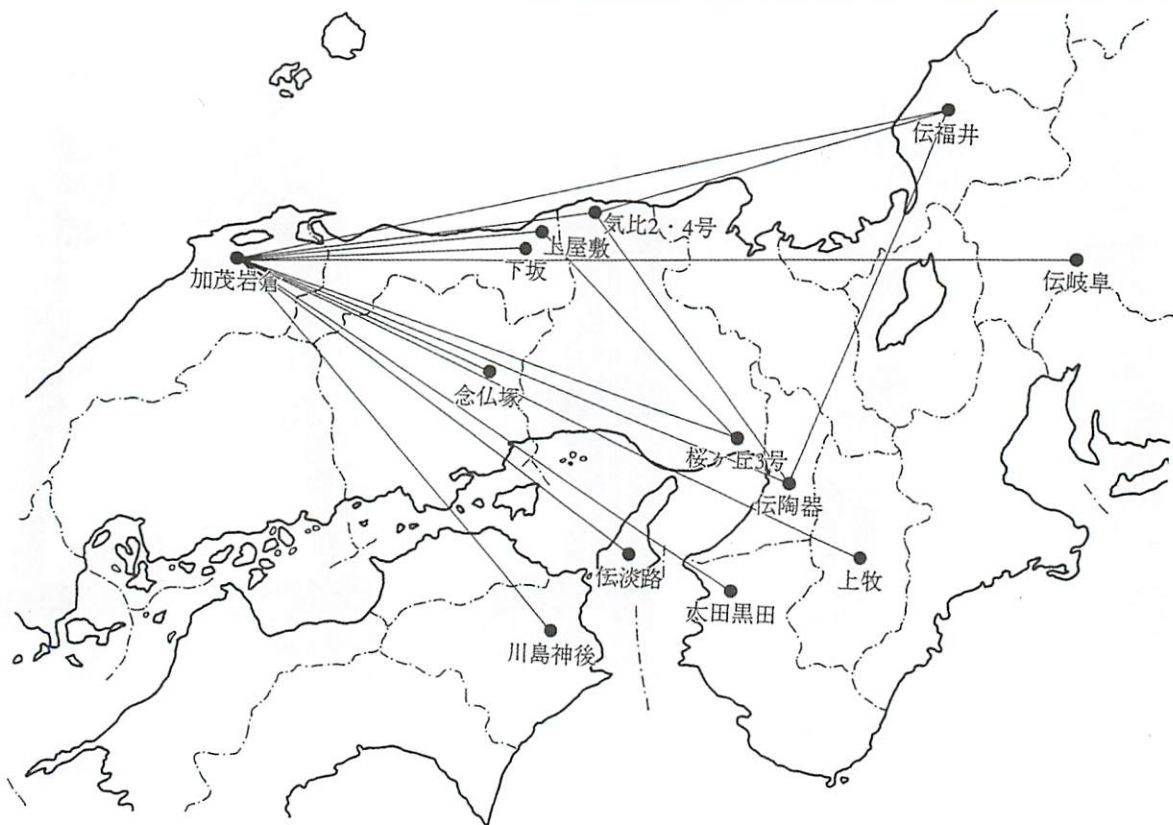 伝福井
気比2・4号
上屋敷
下坂
加茂岩倉
伝岐阜
念仏塚
桜ヶ丘3号
伝陶器
伝淡路
上牧
太田黒田
川島神後